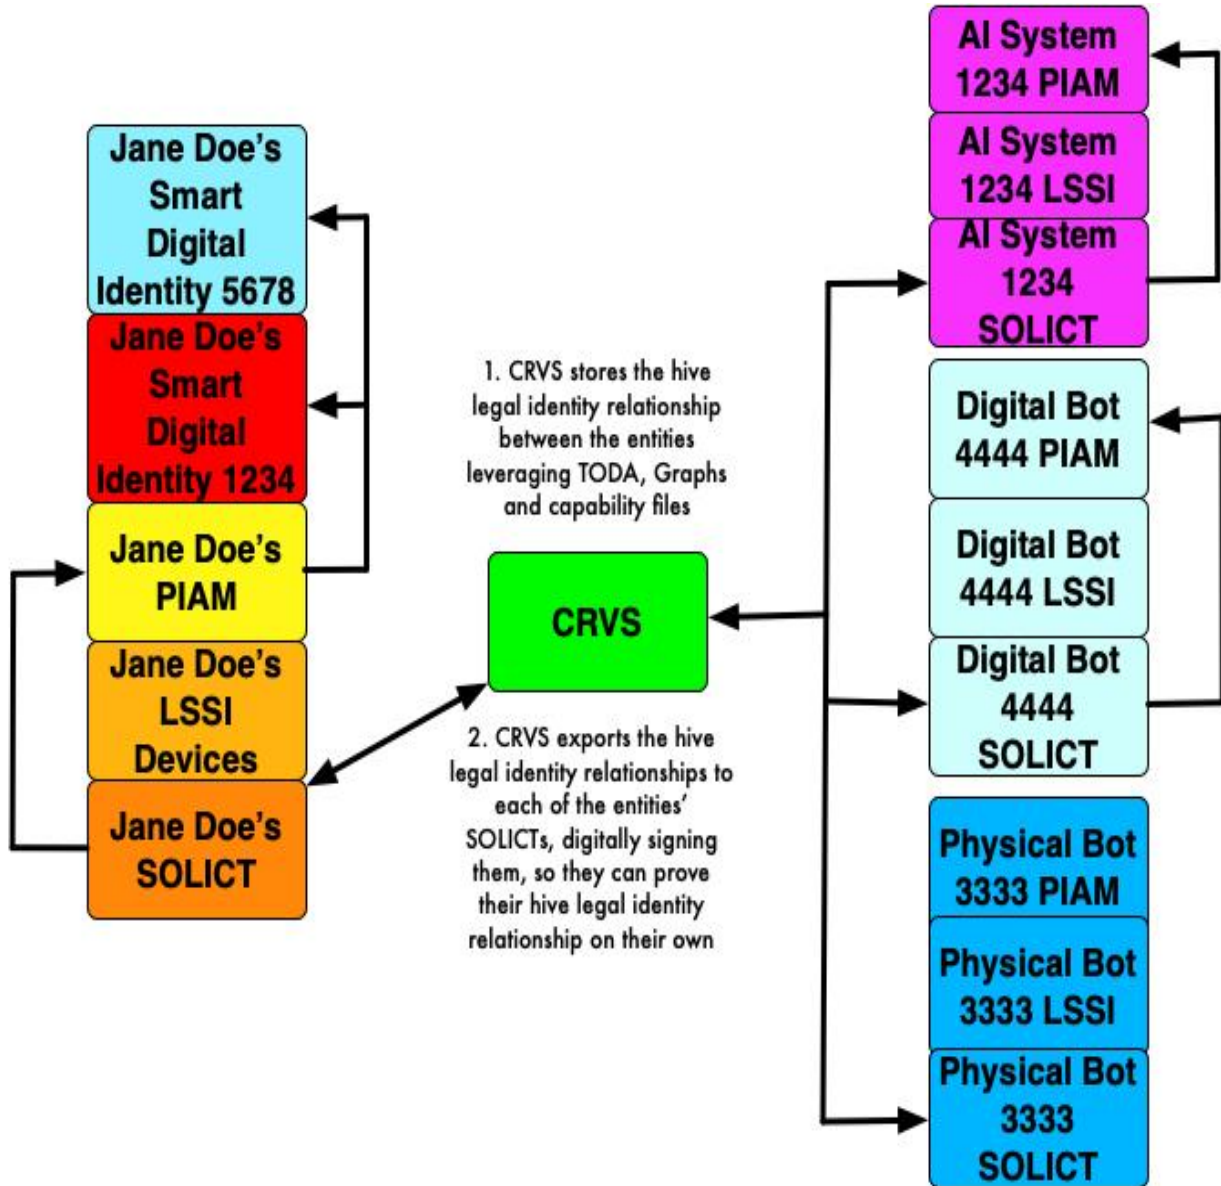 Jane Doe's
Smart
Digital
Identity 5678
Jane Doe's
Smart
Digital
Identity 1234
Jane Doe's
PIAM
Jane Doe's
LSSI
Devices
Jane Doe's
SOLICT
1. CRVS stores the hive
legal identity relationship
between the entities
leveraging TODA, Graphs
and capability files
CRVS
2. CRVS exports the hive
legal identity relationships to
each of the entities'
SOLICTs, digitally signing
them, so they can prove
their hive legal identity
relationship on their own
AI System
1234 PIAM
AI System
1234 LSSI
AI System
1234
SOLICT
Digital Bot
4444 PIAM
Digital Bot
4444 LSSI
Digital Bot
4444
SOLICT
Physical Bot
3333 PIAM
Physical Bot
3333 LSSI
Physical Bot
3333
SOLICT